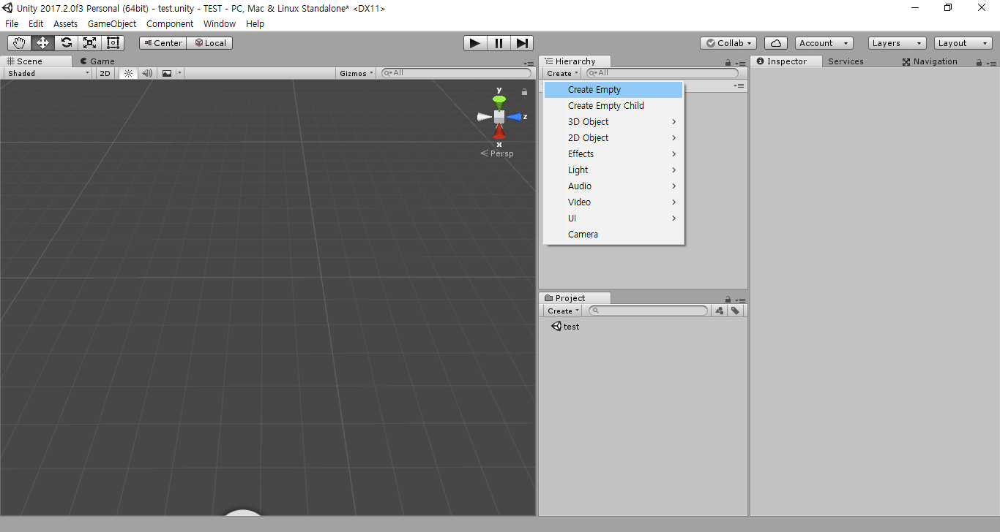 Unity 2017.2.0f3 Personal (64bit) - test.unity - TEST - PC, Mac & Linux Standalone* <DX11>
File Edit Assets GameObject Component Window Help
Center Local Collab Account Layers Layout
Scene Game
Shaded 2D Gizmos All
y
z
x
Persp
Hierarchy
Create All
Create Empty
Create Empty Child
3D Object
2D Object
Effects
Light
Audio
Video
UI
Camera
Project
Create
test
Inspector Services Navigation